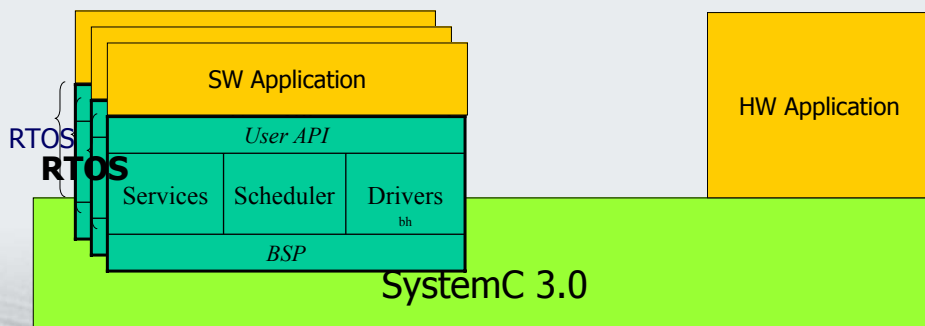 SW Application
HW Application
RTOS
User API
RTOS
Services
Scheduler
Drivers
bh
BSP
SystemC 3.0